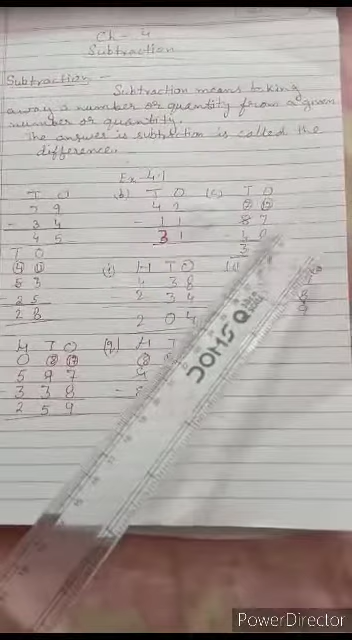 Ch - 4
Subtraction
Subtraction -
Subtraction means taking
away a number or quantity from a given
number or quantity.
The answer is subtraction is called the
difference.
Ex-4.1
T O (b) T O (c) T O
7 9 4 2
- 3 4 - 1 1 8 7
4 5 3 1
T O (i) H T O
5 3 4 3 8
- 2 5 - 2 3 4
2 8 2 0 4
H T O (g) H T
5 9 7
- 3 3 8
2 5 9
DOMS
PowerDirector